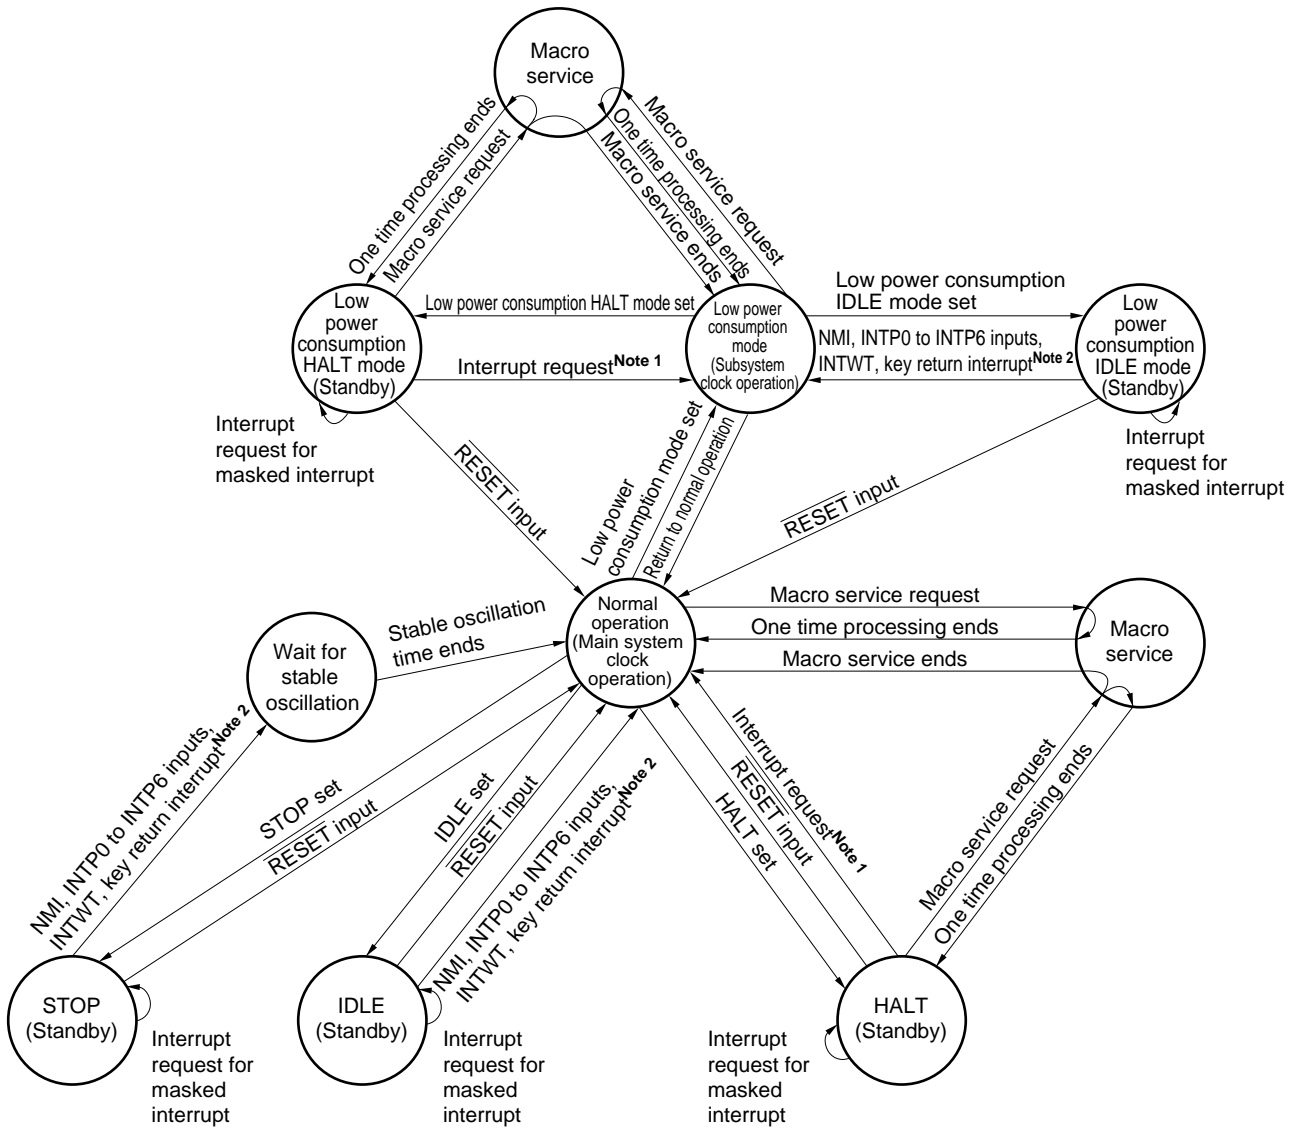 Macro
service
One time processing ends
Macro service request
Macro service ends
One time processing ends
Macro service request
Low
power
consumption
HALT mode
(Standby)
Low power consumption HALT mode set
Interrupt request Note 1
Low power
consumption
mode
(Subsystem
clock operation)
Low power consumption
IDLE mode set
NMI, INTP0 to INTP6 inputs,
INTWT, key return interrupt Note 2
Low
power
consumption
IDLE mode
(Standby)
Interrupt
request for
masked interrupt
Interrupt
request for
masked interrupt
RESET input
Low power
consumption mode set
Return to normal operation
RESET input
Wait for
stable
oscillation
Stable oscillation
time ends
Normal
operation
(Main system
clock
operation)
Macro service request
One time processing ends
Macro service ends
Macro
service
NMI, INTP0 to INTP6 inputs,
INTWT, key return interrupt Note 2
STOP set
RESET input
IDLE set
RESET input
NMI, INTP0 to INTP6 inputs,
INTWT, key return interrupt Note 2
HALT set
RESET input
Interrupt request Note 1
Macro service request
One time processing ends
STOP
(Standby)
Interrupt
request for
masked
interrupt
IDLE
(Standby)
Interrupt
request for
masked
interrupt
HALT
(Standby)
Interrupt
request for
masked
interrupt